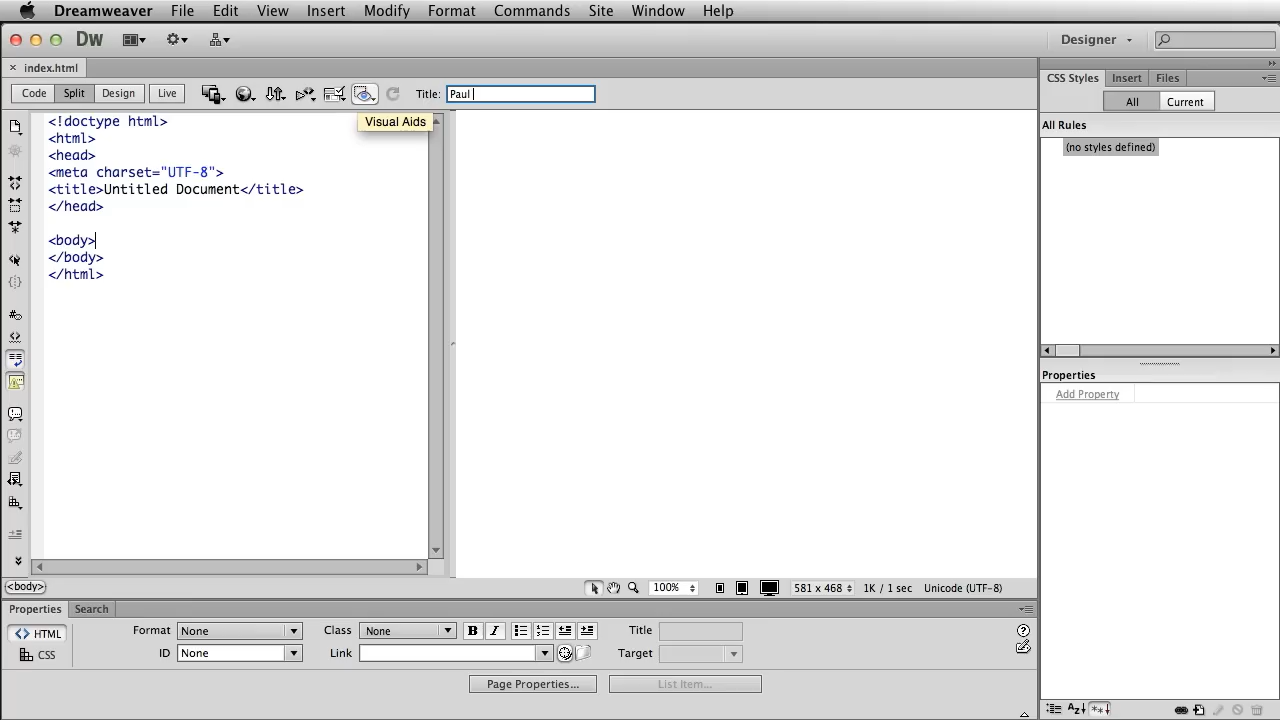 Dreamweaver File Edit View Insert Modify Format Commands Site Window Help
Dw Designer
index.html
Code Split Design Live Title: Paul
Visual Aids
<!doctype html>
<html>
<head>
<meta charset="UTF-8">
<title>Untitled Document</title>
</head>
<body>
</body>
</html>
CSS Styles Insert Files
All Current
All Rules
(no styles defined)
Properties
Add Property
<body> 100% 581 x 468 1K / 1 sec Unicode (UTF-8)
Properties Search
<> HTML Format None Class None B I Title
CSS ID None Link Target
Page Properties... List Item...